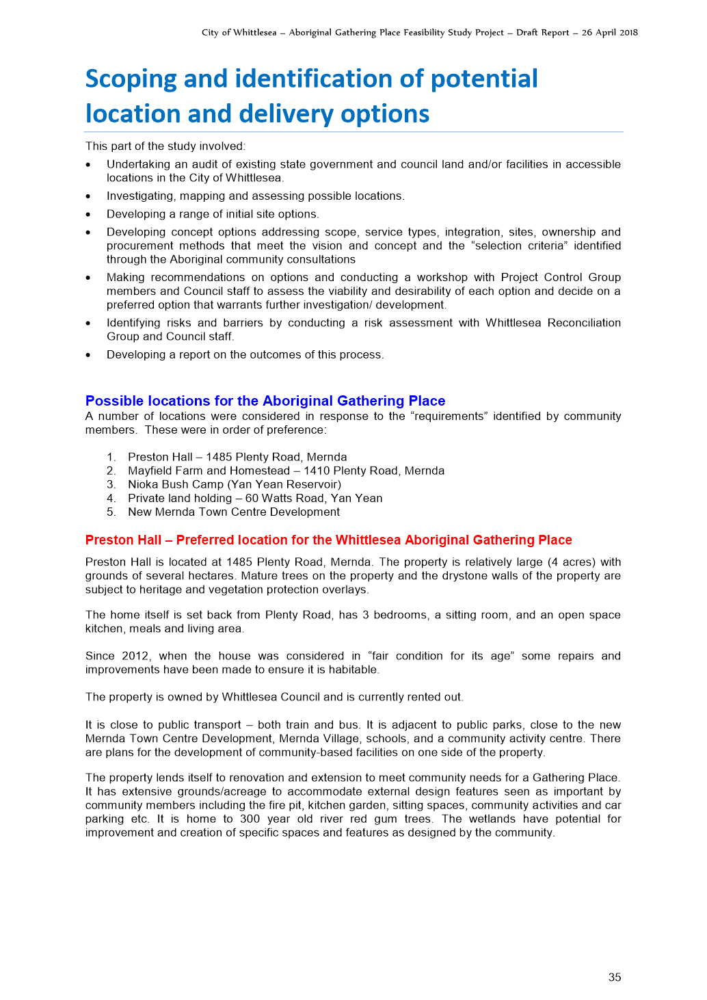 City of Whittlesea – Aboriginal Gathering Place Feasibility Study Project – Draft Report – 26 April 2018
Scoping and identification of potential
location and delivery options
This part of the study involved:
• Undertaking an audit of existing state government and council land and/or facilities in accessible
locations in the City of Whittlesea.
• Investigating, mapping and assessing possible locations.
• Developing a range of initial site options.
• Developing concept options addressing scope, service types, integration, sites, ownership and
procurement methods that meet the vision and concept and the “selection criteria” identified
through the Aboriginal community consultations
• Making recommendations on options and conducting a workshop with Project Control Group
members and Council staff to assess the viability and desirability of each option and decide on a
preferred option that warrants further investigation/ development.
• Identifying risks and barriers by conducting a risk assessment with Whittlesea Reconciliation
Group and Council staff.
• Developing a report on the outcomes of this process.
Possible locations for the Aboriginal Gathering Place
A number of locations were considered in response to the “requirements” identified by community
members.  These were in order of preference:
1. Preston Hall – 1485 Plenty Road, Mernda
2. Mayfield Farm and Homestead – 1410 Plenty Road, Mernda
3. Nioka Bush Camp (Yan Yean Reservoir)
4. Private land holding – 60 Watts Road, Yan Yean
5. New Mernda Town Centre Development
Preston Hall – Preferred location for the Whittlesea Aboriginal Gathering Place
Preston Hall is located at 1485 Plenty Road, Mernda. The property is relatively large (4 acres) with
grounds of several hectares. Mature trees on the property and the drystone walls of the property are
subject to heritage and vegetation protection overlays.
The home itself is set back from Plenty Road, has 3 bedrooms, a sitting room, and an open space
kitchen, meals and living area.
Since 2012, when the house was considered in “fair condition for its age” some repairs and
improvements have been made to ensure it is habitable.
The property is owned by Whittlesea Council and is currently rented out.
It is close to public transport – both train and bus. It is adjacent to public parks, close to the new
Mernda Town Centre Development, Mernda Village, schools, and a community activity centre. There
are plans for the development of community-based facilities on one side of the property.
The property lends itself to renovation and extension to meet community needs for a Gathering Place.
It has extensive grounds/acreage to accommodate external design features seen as important by
community members including the fire pit, kitchen garden, sitting spaces, community activities and car
parking etc. It is home to 300 year old river red gum trees. The wetlands have potential for
improvement and creation of specific spaces and features as designed by the community.
35